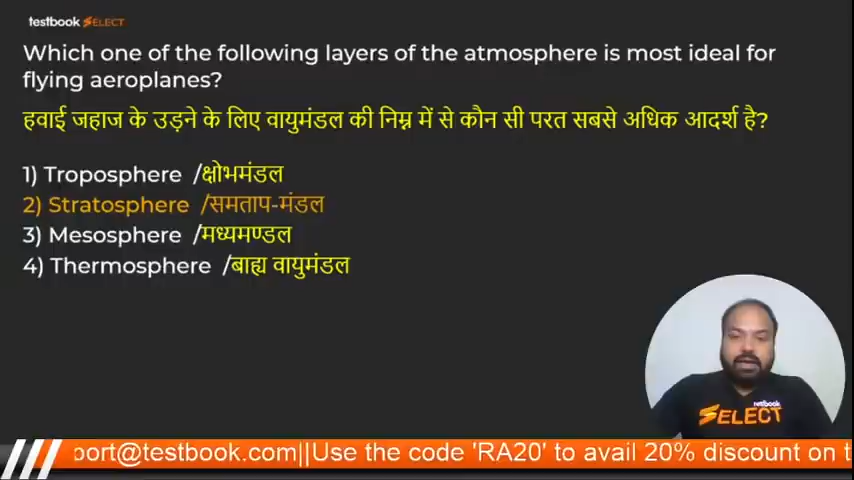 testbook SELECT
Which one of the following layers of the atmosphere is most ideal for
flying aeroplanes?
हवाई जहाज के उड़ने के लिए वायुमंडल की निम्न में से कौन सी परत सबसे अधिक आदर्श है?
1) Troposphere /क्षोभमंडल
2) Stratosphere /समताप-मंडल
3) Mesosphere /मध्यमण्डल
4) Thermosphere /बाह्य वायुमंडल
testbook
SELECT
port@testbook.com||Use the code 'RA20' to avail 20% discount on t